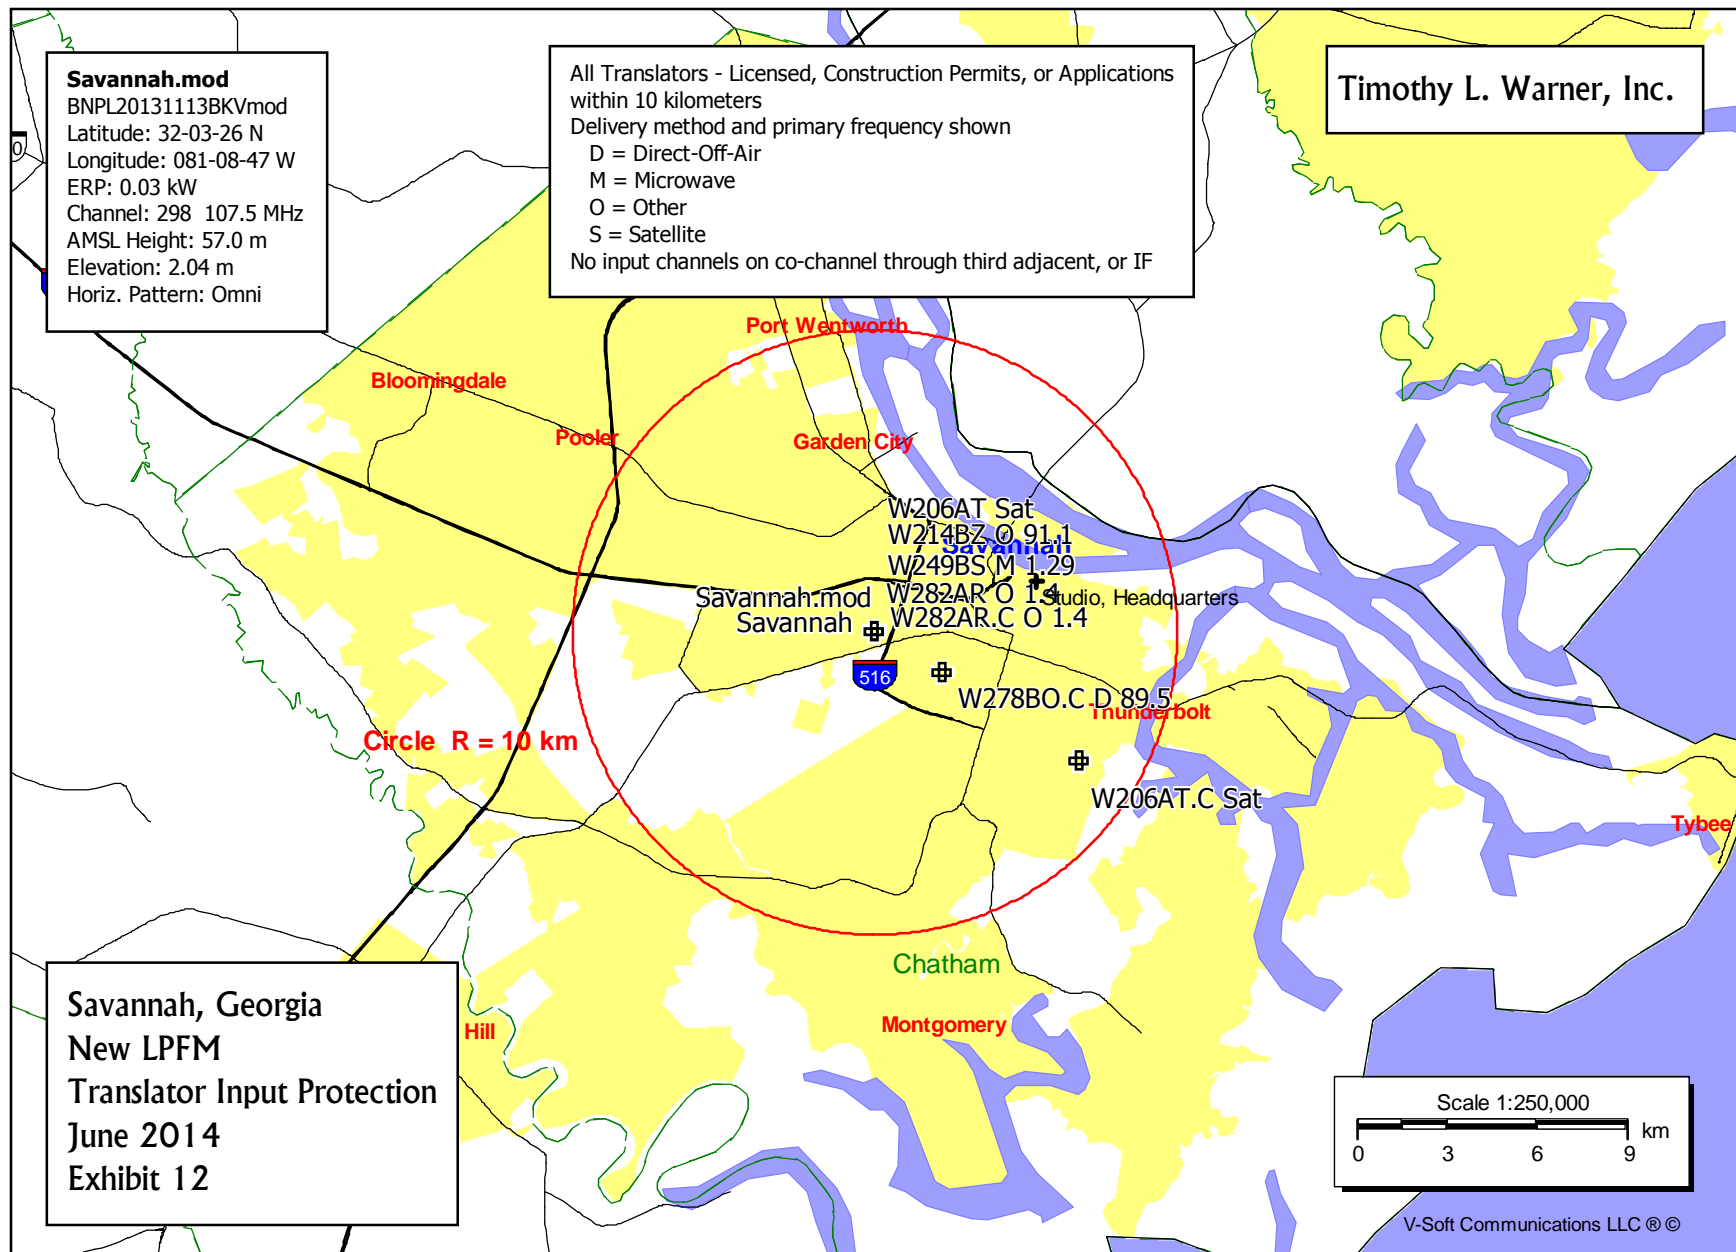 Savannah.mod
BNPL20131113BKVmod
Latitude: 32-03-26 N
Longitude: 081-08-47 W
ERP: 0.03 kW
Channel: 298  107.5 MHz
AMSL Height: 57.0 m
Elevation: 2.04 m
Horiz. Pattern: Omni
All Translators - Licensed, Construction Permits, or Applications
within 10 kilometers
Delivery method and primary frequency shown
D = Direct-Off-Air
M = Microwave
O = Other
S = Satellite
No input channels on co-channel through third adjacent, or IF
Timothy L. Warner, Inc.
0
Port Wentworth
Bloomingdale
Pooler
Garden City
W206AT Sat
W214BZ O 91.1
Savannah
W249BS M 1.29
W282AR O 1.4
Studio, Headquarters
Savannah.mod
Savannah
W282AR.C O 1.4
516
W278BO.C D 89.5
Thunderbolt
Circle  R = 10 km
W206AT.C Sat
Tybee
Chatham
Montgomery
Hill
Savannah, Georgia
New LPFM
Translator Input Protection
June 2014
Exhibit 12
Scale 1:250,000
km
0 3 6 9
V-Soft Communications LLC ® ©